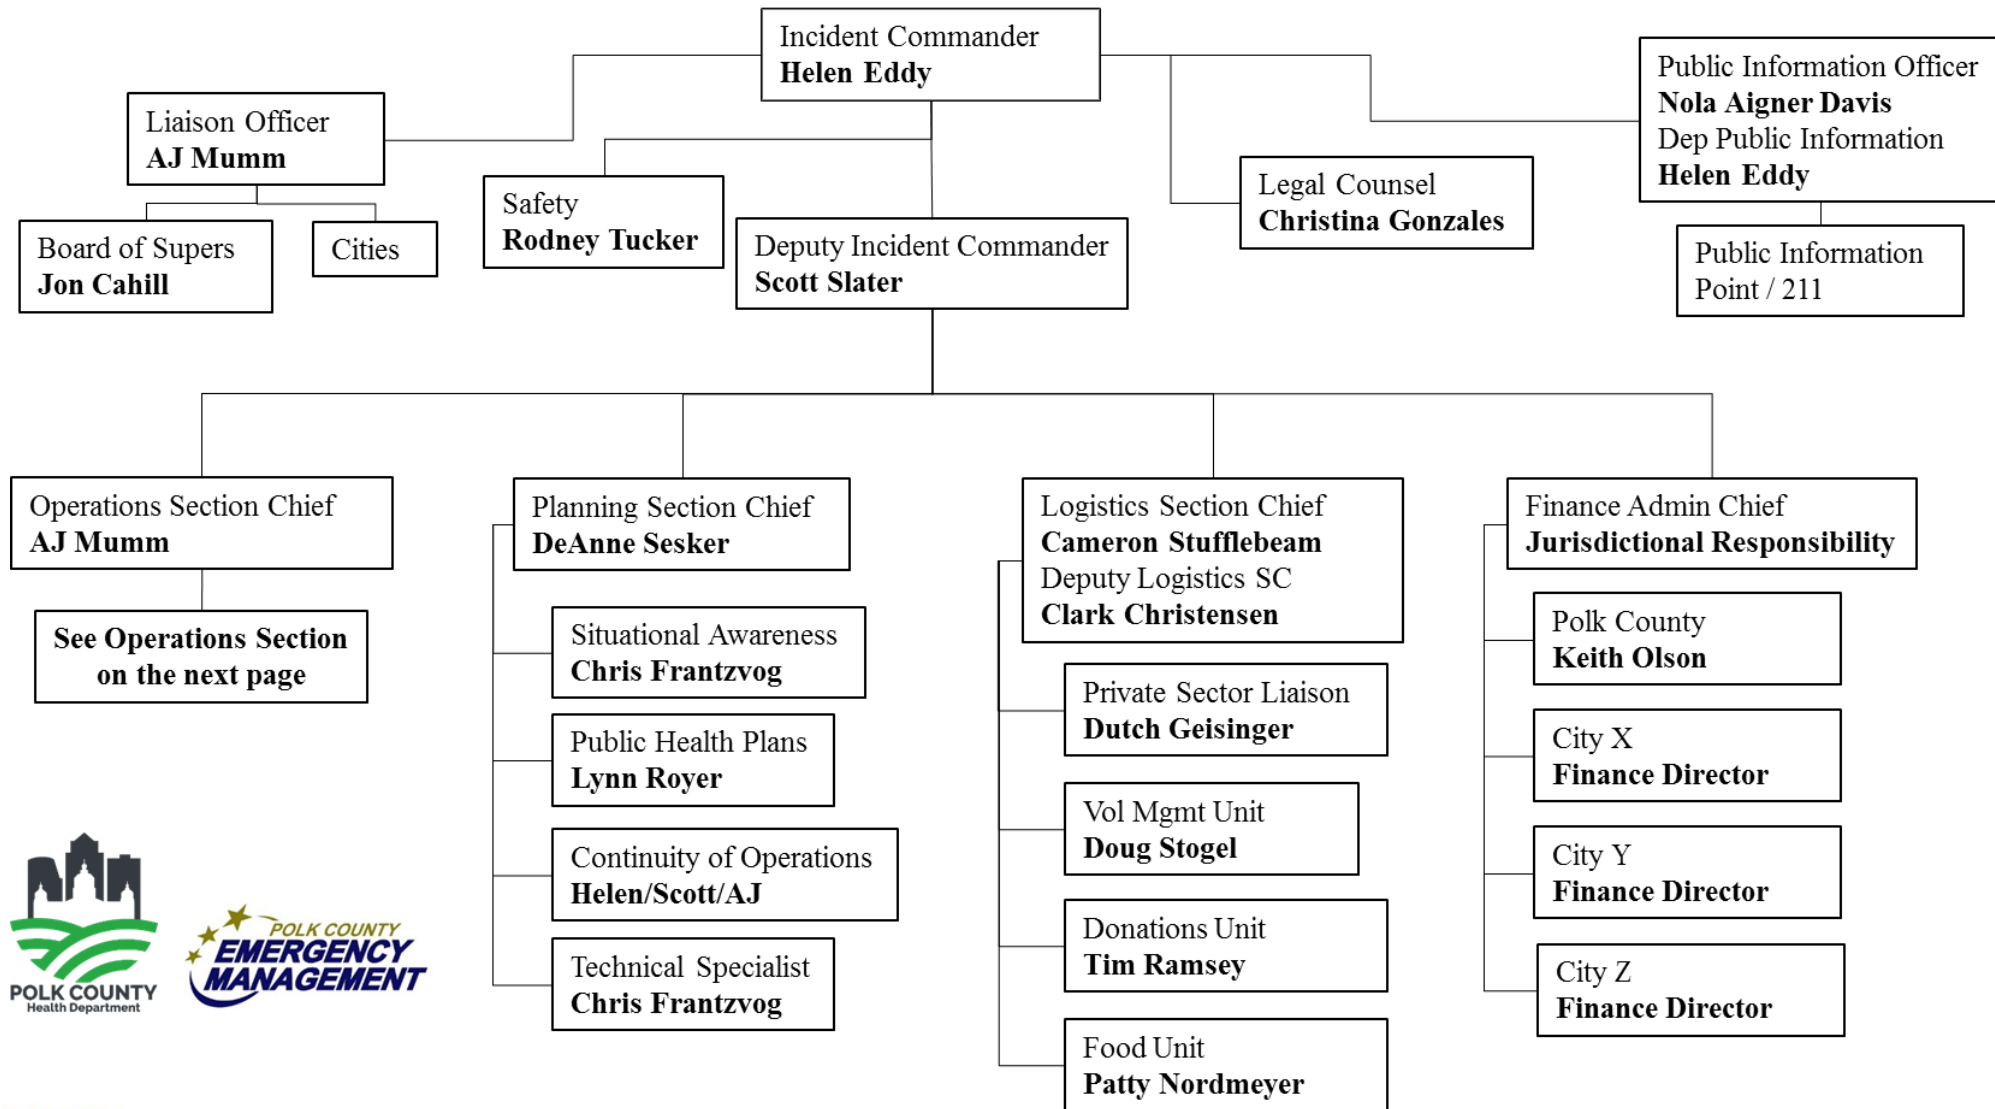 Incident Commander
Helen Eddy
Public Information Officer
Nola Aigner Davis
Dep Public Information
Helen Eddy
Liaison Officer
AJ Mumm
Safety
Rodney Tucker
Legal Counsel
Christina Gonzales
Board of Supers
Jon Cahill
Cities
Deputy Incident Commander
Scott Slater
Public Information
Point / 211
Operations Section Chief
AJ Mumm
See Operations Section
on the next page
Planning Section Chief
DeAnne Sesker
Situational Awareness
Chris Frantzvog
Public Health Plans
Lynn Royer
Continuity of Operations
Helen/Scott/AJ
Technical Specialist
Chris Frantzvog
Logistics Section Chief
Cameron Stufflebeam
Deputy Logistics SC
Clark Christensen
Private Sector Liaison
Dutch Geisinger
Vol Mgmt Unit
Doug Stogel
Donations Unit
Tim Ramsey
Food Unit
Patty Nordmeyer
Finance Admin Chief
Jurisdictional Responsibility
Polk County
Keith Olson
City X
Finance Director
City Y
Finance Director
City Z
Finance Director
POLK COUNTY
Health Department
POLK COUNTY
EMERGENCY
MANAGEMENT